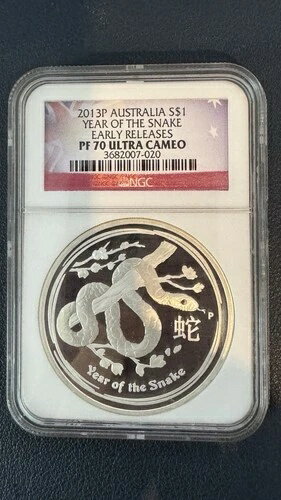 2013P AUSTRALIA S$1
YEAR OF THE SNAKE
EARLY RELEASES
PF 70 ULTRA CAMEO
3682007-020
NGC
P
蛇
Year of the Snake